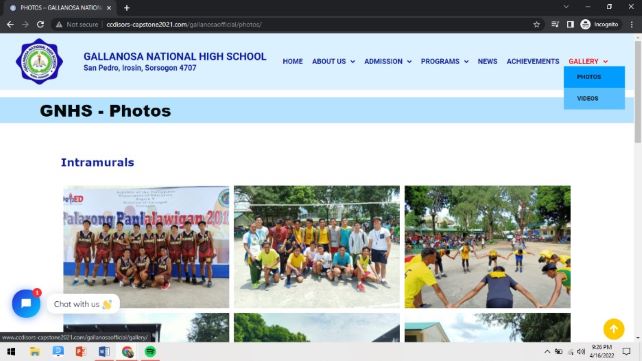 PHOTOS – GALLANOSA NATION
Incognito
Not secure | ccdisors-capstone2021.com/gallanosaofficial/photos/
GALLANOSA NATIONAL HIGH SCHOOL
San Pedro, Irosin, Sorsogon 4707
HOME ABOUT US ADMISSION PROGRAMS NEWS ACHIEVEMENTS GALLERY
PHOTOS
VIDEOS
GNHS - Photos
Intramurals
DepED
Palarong Panlalawigan 201
1
Chat with us 👋
www.ccdisors-capstone2021.com/gallanosaofficial/gallery/
9:26 PM
4/16/2022